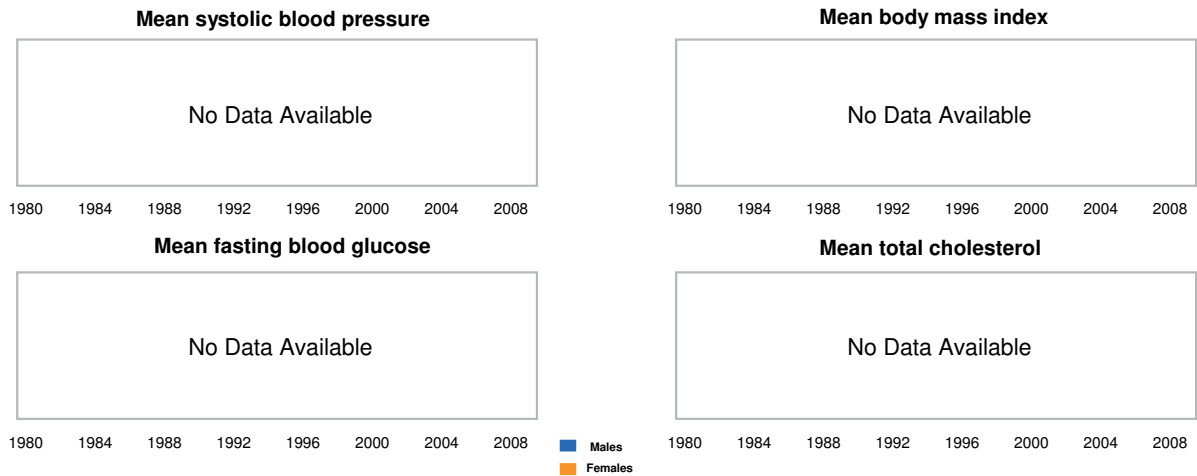 Mean systolic blood pressure
No Data Available
1980 1984 1988 1992 1996 2000 2004 2008
Mean body mass index
No Data Available
1980 1984 1988 1992 1996 2000 2004 2008
Mean fasting blood glucose
No Data Available
1980 1984 1988 1992 1996 2000 2004 2008
Mean total cholesterol
No Data Available
1980 1984 1988 1992 1996 2000 2004 2008
Males
Females